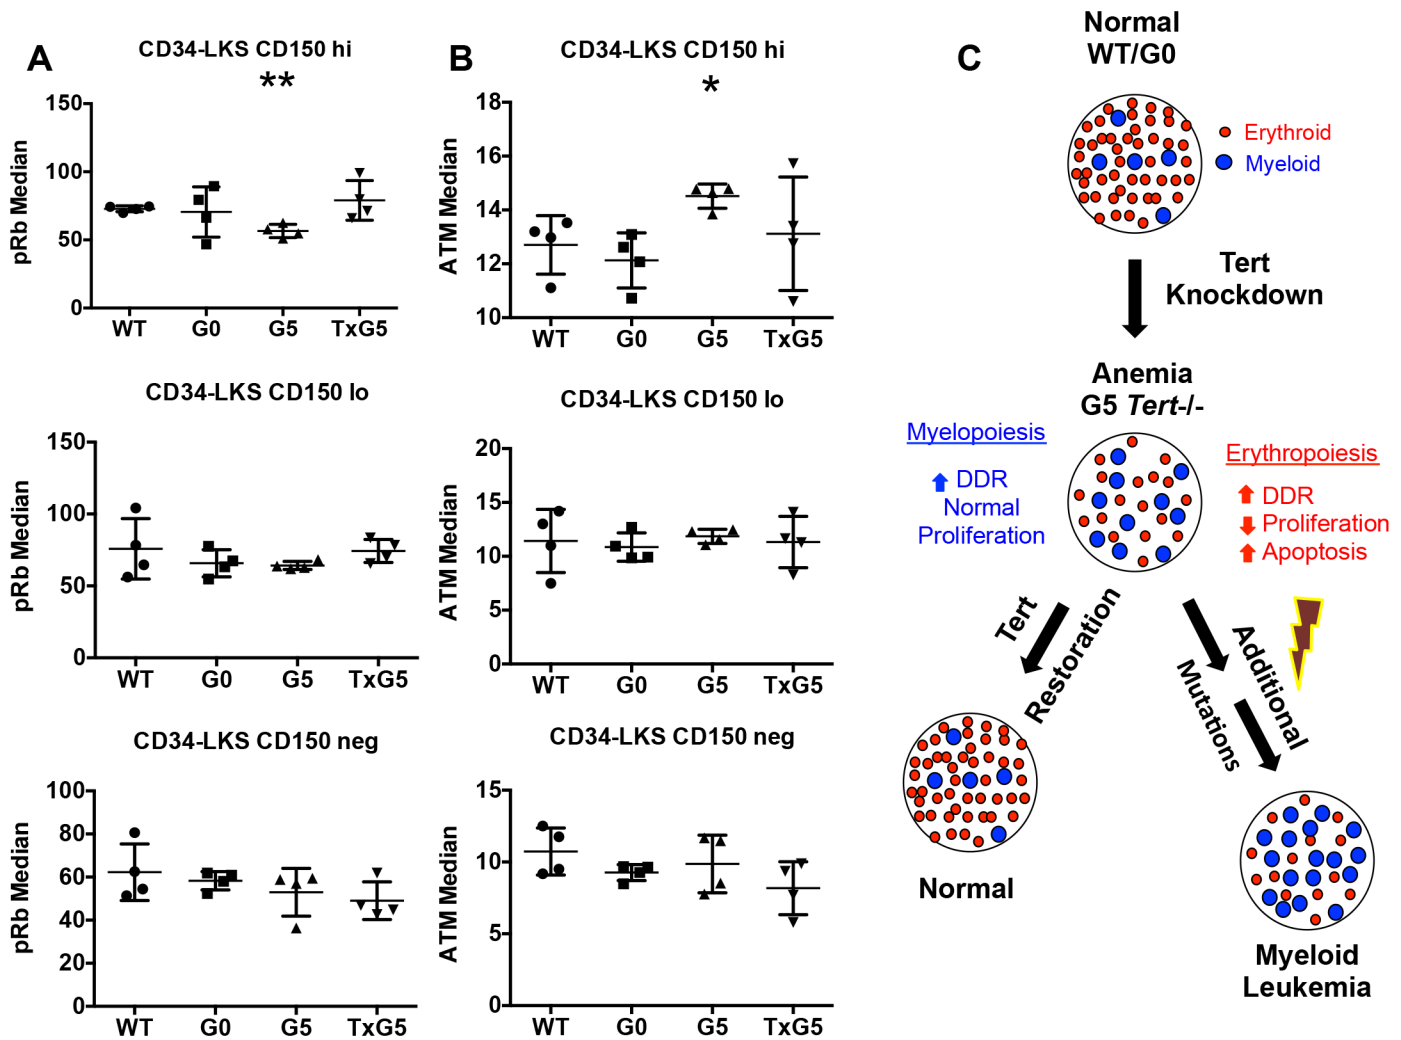 A
CD34-LKS CD150 hi
**
pRb Median
150
100
50
0
WT
G0
G5
TxG5
CD34-LKS CD150 lo
pRb Median
150
100
50
0
WT
G0
G5
TxG5
CD34-LKS CD150 neg
pRb Median
100
80
60
40
20
0
WT
G0
G5
TxG5
B
CD34-LKS CD150 hi
*
ATM Median
18
16
14
12
10
WT
G0
G5
TxG5
CD34-LKS CD150 lo
ATM Median
20
15
10
5
0
WT
G0
G5
TxG5
CD34-LKS CD150 neg
ATM Median
15
10
5
0
WT
G0
G5
TxG5
C
Normal
WT/G0
Erythroid
Myeloid
Tert
Knockdown
Anemia
G5 Tert-/-
Myelopoiesis
DDR
Normal
Proliferation
Erythropoiesis
DDR
Proliferation
Apoptosis
Tert
Restoration
Additional
Mutations
Normal
Myeloid
Leukemia